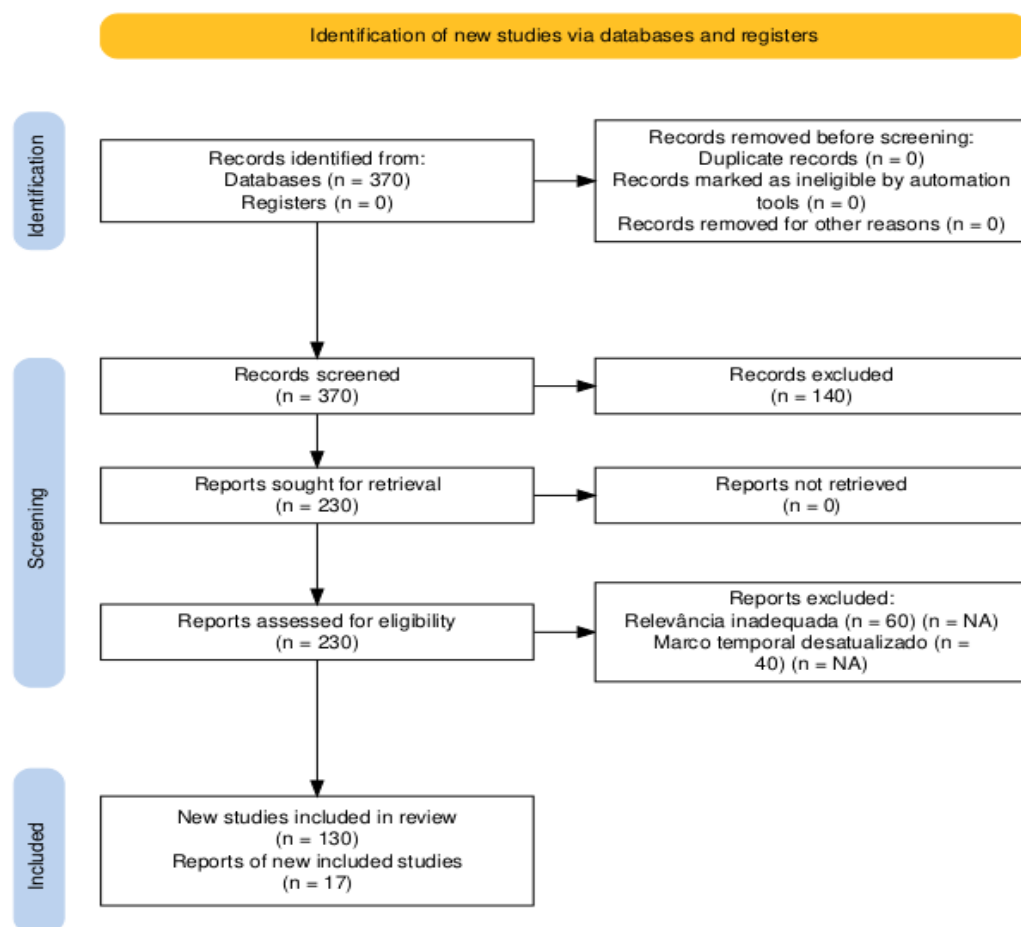 Identification of new studies via databases and registers
Identification
Records identified from:
Databases (n = 370)
Registers (n = 0)
Records removed before screening:
Duplicate records (n = 0)
Records marked as ineligible by automation
tools (n = 0)
Records removed for other reasons (n = 0)
Screening
Records screened
(n = 370)
Records excluded
(n = 140)
Reports sought for retrieval
(n = 230)
Reports not retrieved
(n = 0)
Reports assessed for eligibility
(n = 230)
Reports excluded:
Relevância inadequada (n = 60) (n = NA)
Marco temporal desatualizado (n =
40) (n = NA)
Included
New studies included in review
(n = 130)
Reports of new included studies
(n = 17)